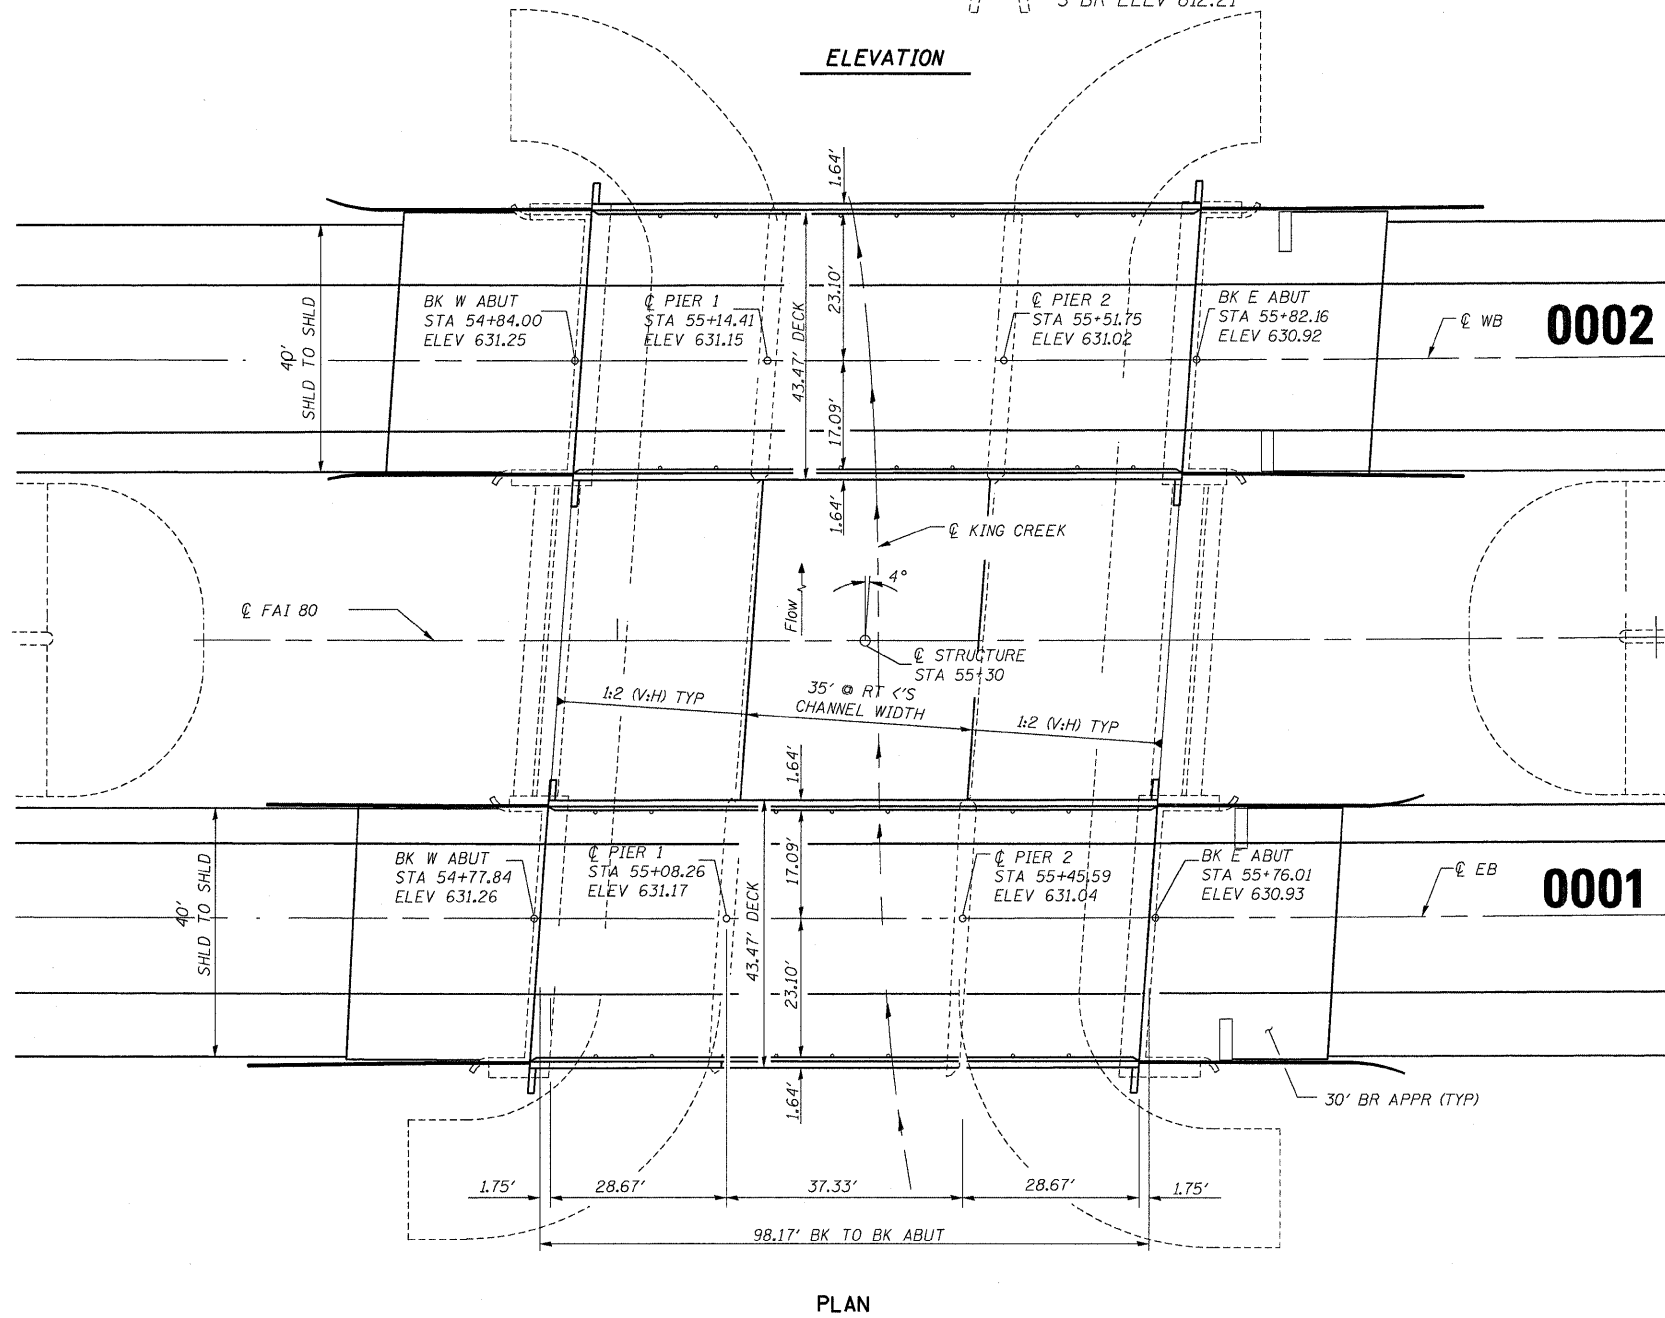 3 BK ELEV 612.21
ELEVATION
1.64'
BK W ABUT
STA 54+84.00
ELEV 631.25
℄ PIER 1
STA 55+14.41
ELEV 631.15
23.10'
℄ PIER 2
STA 55+51.75
ELEV 631.02
BK E ABUT
STA 55+82.16
ELEV 630.92
℄ WB
0002
40'
SHLD TO SHLD
43.47' DECK
17.09'
1.64'
℄ KING CREEK
4°
℄ FAI 80
Flow
℄ STRUCTURE
STA 55+30
1:2 (V:H) TYP
35' @ RT <'S
CHANNEL WIDTH
1:2 (V:H) TYP
1.64'
BK W ABUT
STA 54+77.84
ELEV 631.26
℄ PIER 1
STA 55+08.26
ELEV 631.17
17.09'
℄ PIER 2
STA 55+45.59
ELEV 631.04
BK E ABUT
STA 55+76.01
ELEV 630.93
℄ EB
0001
40'
SHLD TO SHLD
43.47' DECK
23.10'
1.64'
30' BR APPR (TYP)
1.75'
28.67'
37.33'
28.67'
1.75'
98.17' BK TO BK ABUT
PLAN